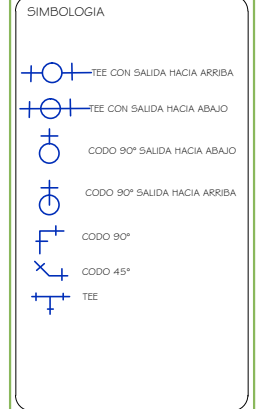 SIMBOLOGIA
TEE CON SALIDA HACIA ARRIBA
TEE CON SALIDA HACIA ABAJO
CODO 90° SALIDA HACIA ABAJO
CODO 90° SALIDA HACIA ARRIBA
CODO 90°
CODO 45°
TEE